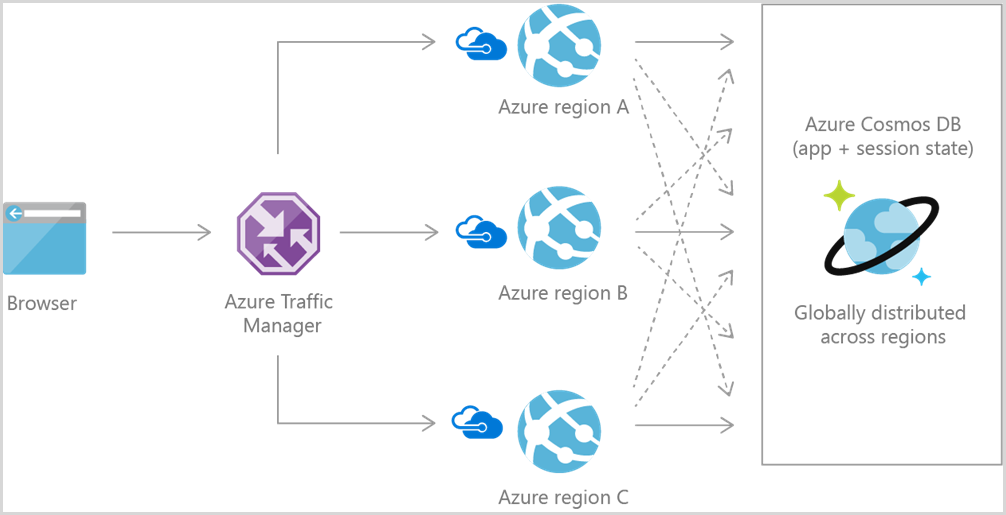 Azure region A
Azure Cosmos DB
(app + session state)
Browser
Azure Traffic
Manager
Azure region B
Globally distributed
across regions
Azure region C